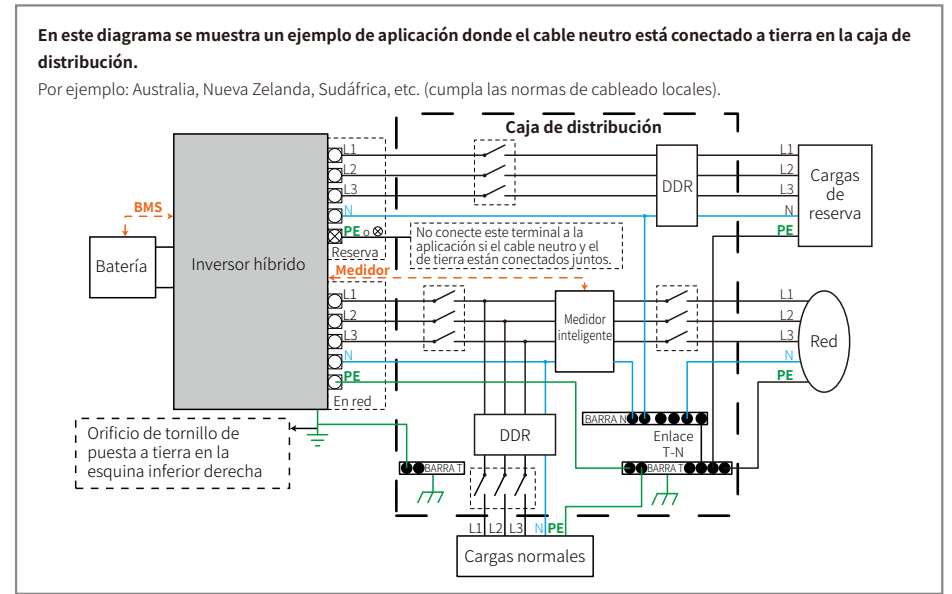 En este diagrama se muestra un ejemplo de aplicación donde el cable neutro está conectado a tierra en la caja de
distribución.
Por ejemplo: Australia, Nueva Zelanda, Sudáfrica, etc. (cumpla las normas de cableado locales).
Caja de distribución
L1
L2
L3
N
PE o ⊗
Reserva
DDR
L1
L2
L3
N
PE
Cargas
de
reserva
BMS
Batería
Inversor híbrido
No conecte este terminal a la
aplicación si el cable neutro y el
de tierra están conectados juntos.
Medidor
L1
L2
L3
N
PE
En red
Medidor
inteligente
L1
L2
L3
N
PE
Red
Orificio de tornillo de
puesta a tierra en la
esquina inferior derecha
BARRA T
DDR
BARRA N
Enlace
T-N
BARRA T
L1 L2 L3 N PE
Cargas normales